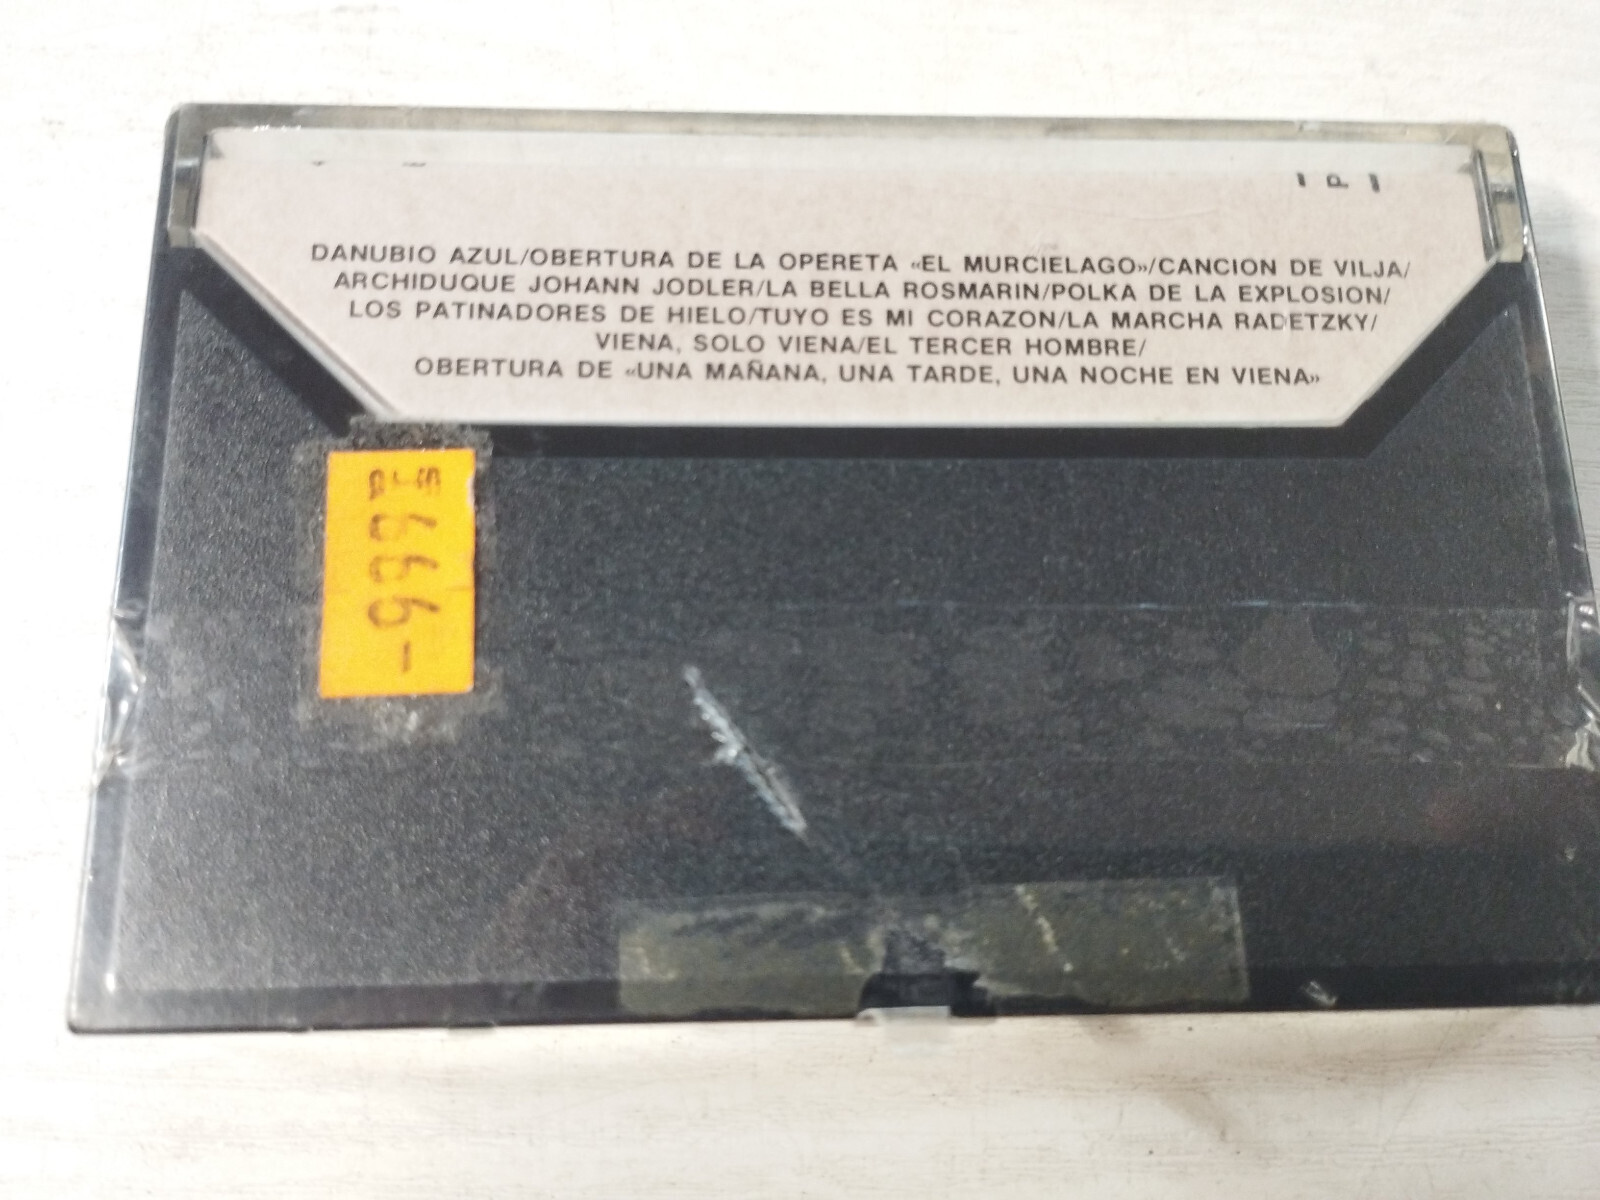 DANUBIO AZUL/OBERTURA DE LA OPERETA «EL MURCIELAGO»/CANCION DE VILJA/
ARCHIDUQUE JOHANN JODLER/LA BELLA ROSMARIN/POLKA DE LA EXPLOSION/
LOS PATINADORES DE HIELO/TUYO ES MI CORAZON/LA MARCHA RADETZKY/
VIENA, SOLO VIENA/EL TERCER HOMBRE/
OBERTURA DE «UNA MAÑANA, UNA TARDE, UNA NOCHE EN VIENA»